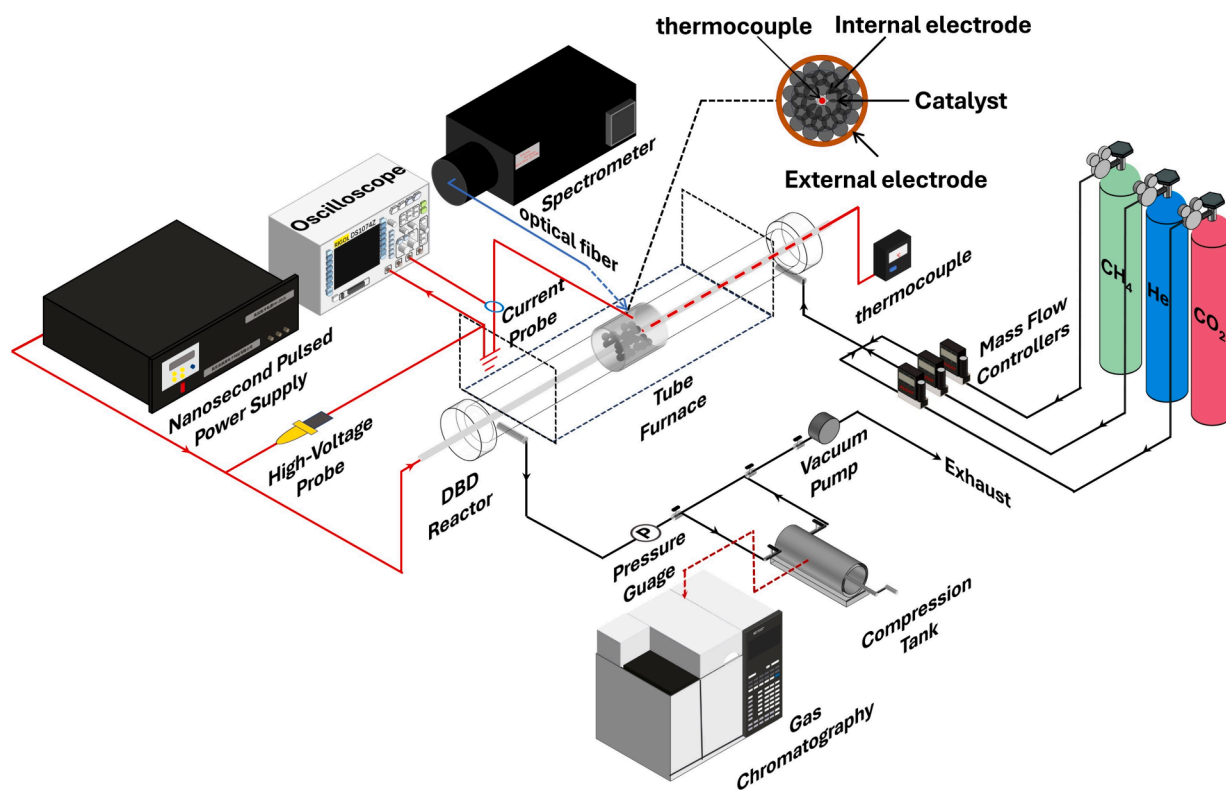 thermocouple
Internal electrode
Catalyst
External electrode
Spectrometer
optical fiber
Oscilloscope
RIGOL DS1074Z
Nanosecond Pulsed
Power Supply
High-Voltage
Probe
Current
Probe
DBD
Reactor
Tube
Furnace
thermocouple
Mass Flow
Controllers
CH4
He
CO2
Vacuum
Pump
Exhaust
P
Pressure
Guage
Compression
Tank
Gas
Chromatography